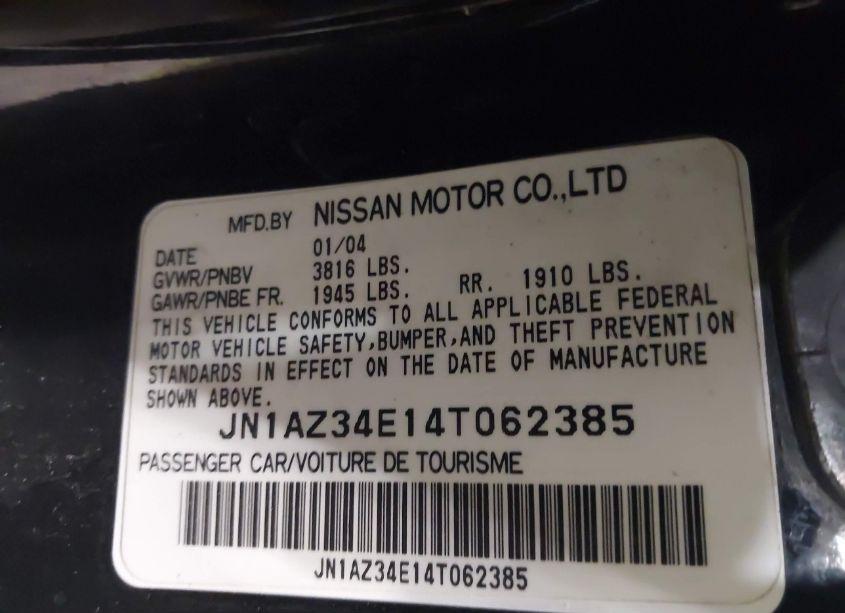 MFD.BY NISSAN MOTOR CO.,LTD
DATE 01/04
GVWR/PNBV 3816 LBS.
GAWR/PNBE FR. 1945 LBS. RR. 1910 LBS.
THIS VEHICLE CONFORMS TO ALL APPLICABLE FEDERAL
MOTOR VEHICLE SAFETY,BUMPER,AND THEFT PREVENTION
STANDARDS IN EFFECT ON THE DATE OF MANUFACTURE
SHOWN ABOVE.
JN1AZ34E14T062385
PASSENGER CAR/VOITURE DE TOURISME
JN1AZ34E14T062385